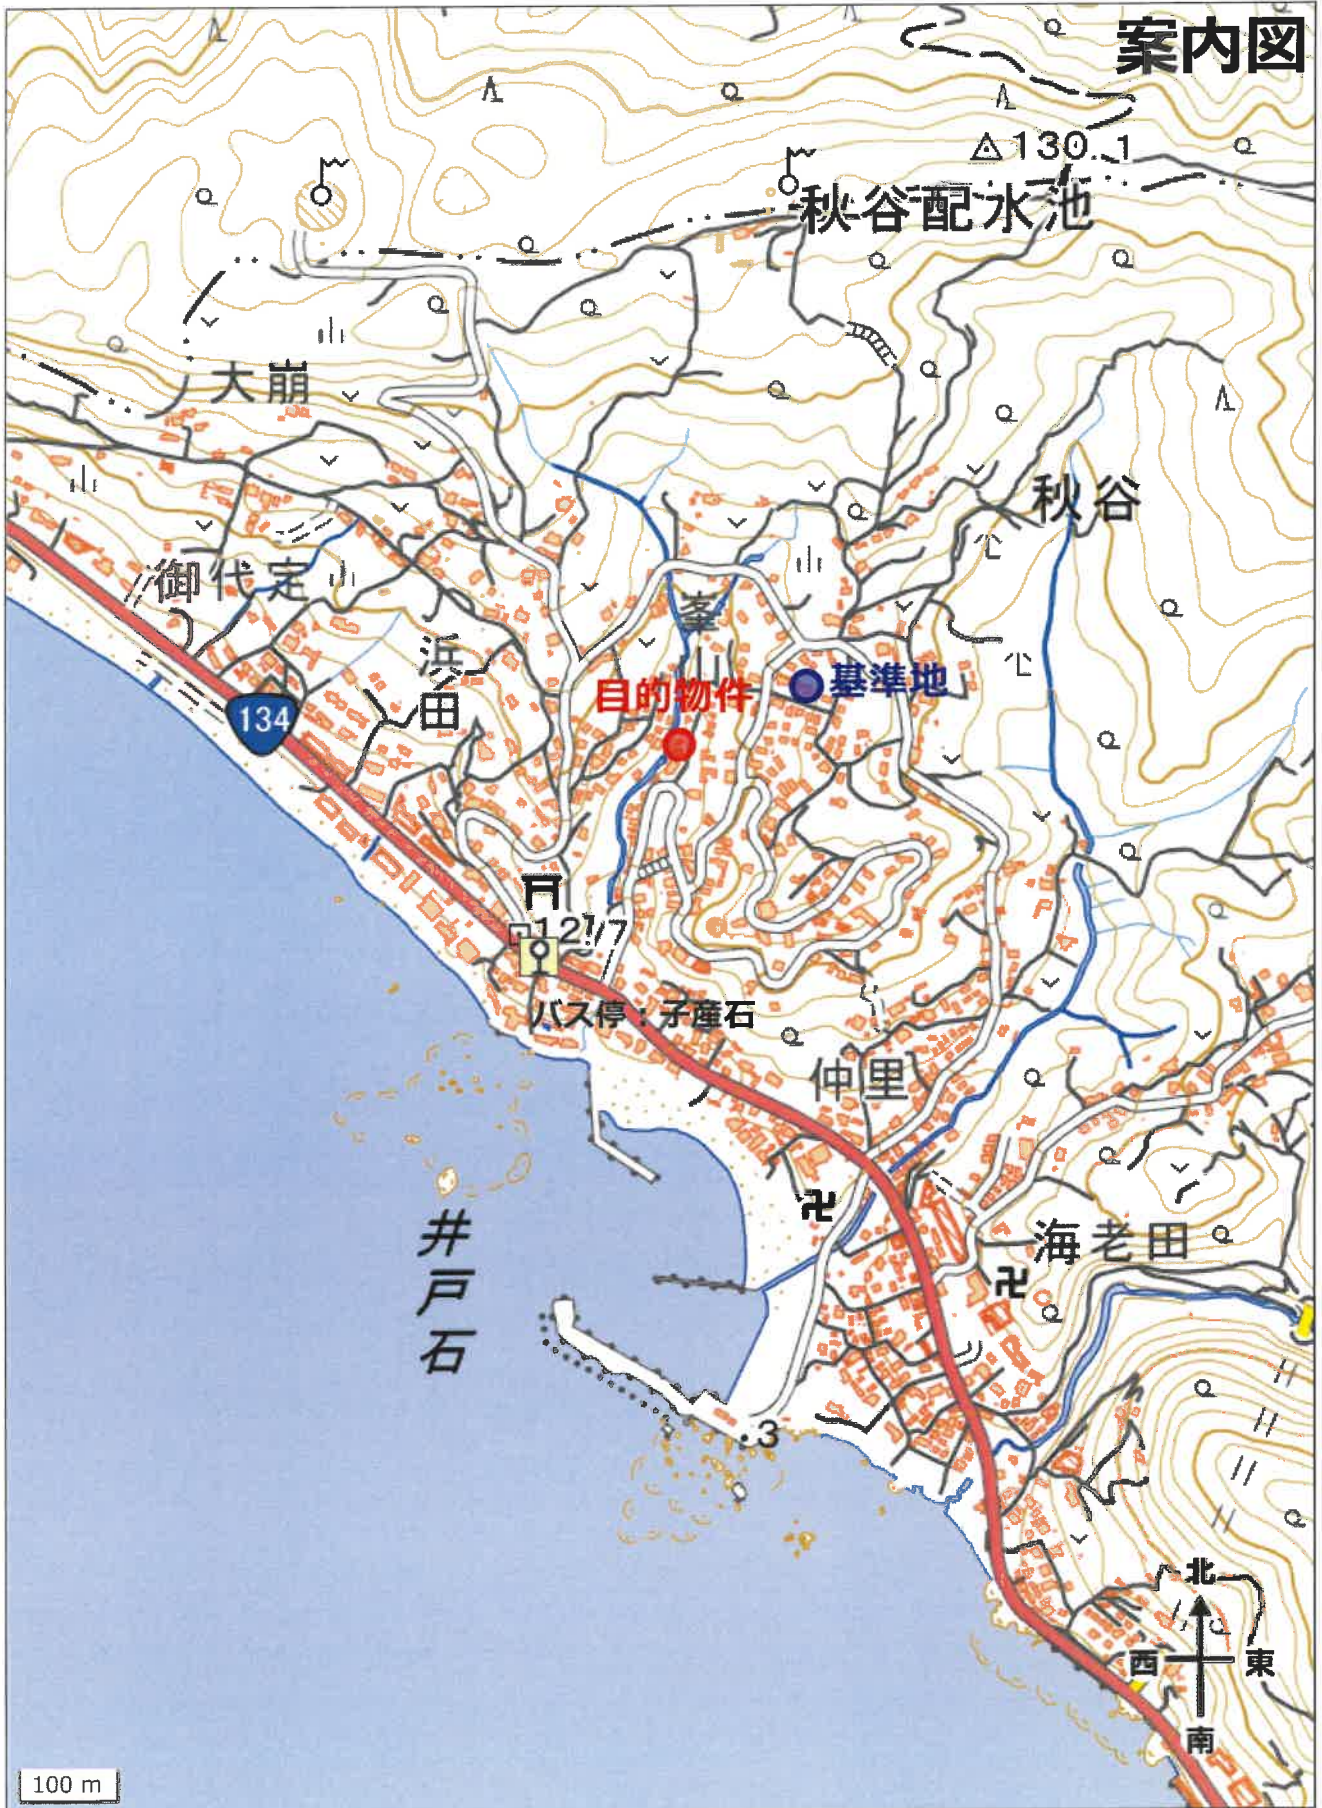 案内図
130.1
秋谷配水池
大崩
秋谷
御代定
峯山
浜田
目的物件
基準地
134
12.7
バス停：子産石
仲里
井戸石
海老田
3
北
西
東
南
100 m